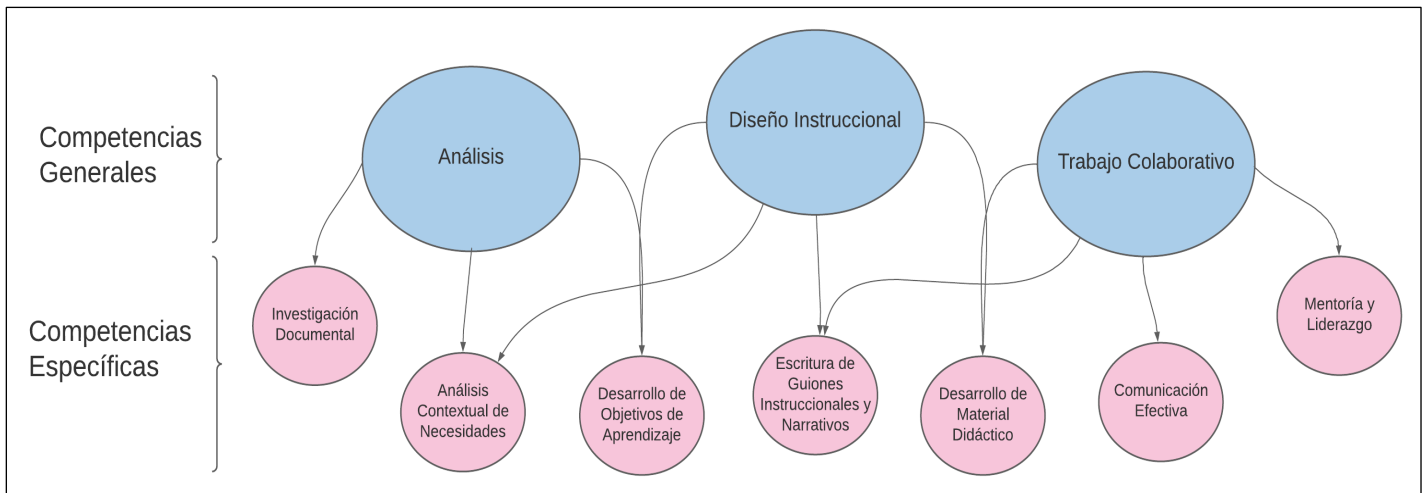 Competencias
Generales
Análisis
Diseño Instruccional
Trabajo Colaborativo
Competencias
Específicas
Investigación
Documental
Análisis
Contextual de
Necesidades
Desarrollo de
Objetivos de
Aprendizaje
Escritura de
Guiones
Instruccionales y
Narrativos
Desarrollo de
Material
Didáctico
Comunicación
Efectiva
Mentoría y
Liderazgo